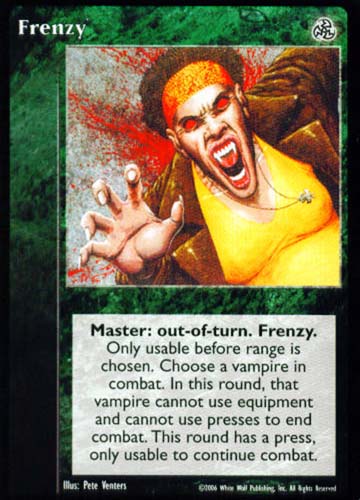 Frenzy
Master: out-of-turn. Frenzy.
Only usable before range is
chosen. Choose a vampire in
combat. In this round, that
vampire cannot use equipment
and cannot use presses to end
combat. This round has a press,
only usable to continue combat.
Illus: Pete Venters
©2006 White Wolf Publishing, Inc. All Rights Reserved